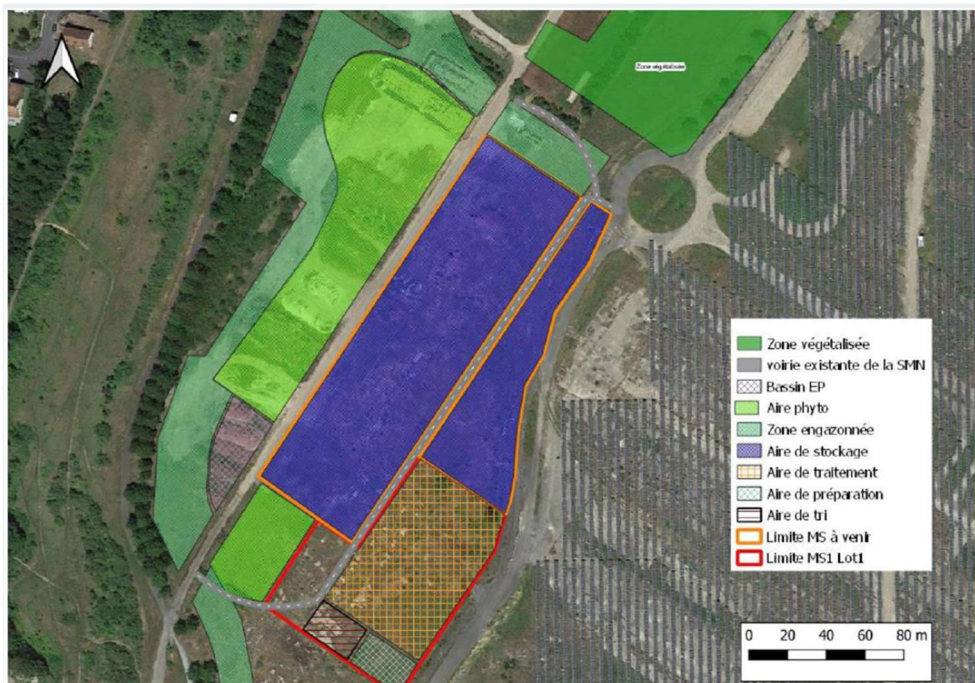 Zone végétalisée
Zone végétalisée
voirie existante de la SMN
Bassin EP
Aire phyto
Zone engazonnée
Aire de stockage
Aire de traitement
Aire de préparation
Aire de tri
Limite MS à venir
Limite MS1 Lot1
0 20 40 60 80 m